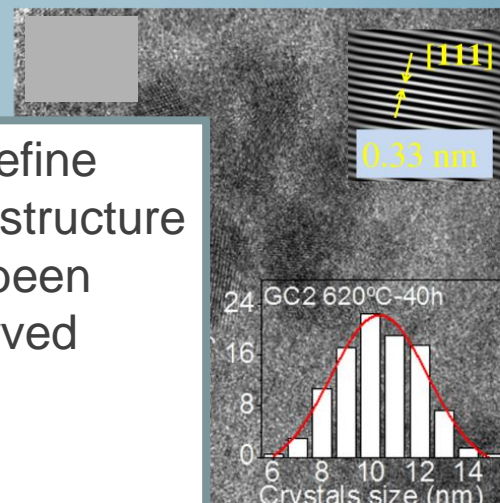 efine
structure
been
ved
[111]
0.33 nm
GC2 620ºC-40h
24
16
8
0
6 8 10 12 14
Crystals size (nm)